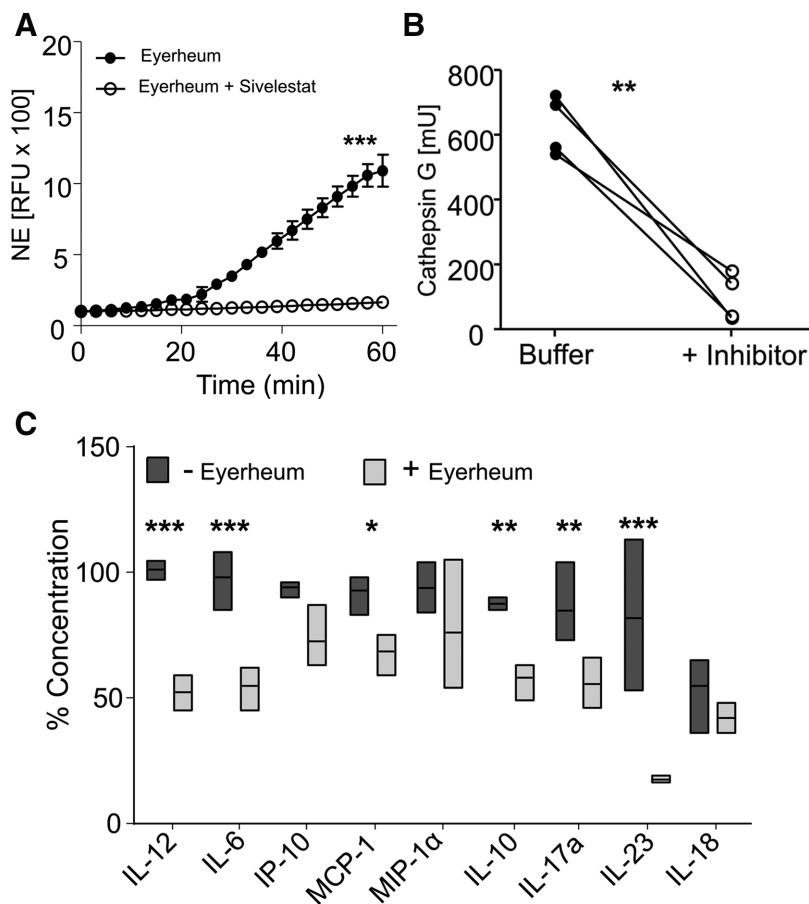 A
20
15
10
5
0
NE [RFU x 100]
Eyerheum
Eyerheum + Sivelestat
***
0 20 40 60
Time (min)
B
800
600
400
200
0
Cathepsin G [mU]
**
Buffer + Inhibitor
C
150
100
50
0
% Concentration
- Eyerheum + Eyerheum
*** *** * ** ** ***
IL-12 IL-6 IP-10 MCP-1 MIP-1α IL-10 IL-17a IL-23 IL-18